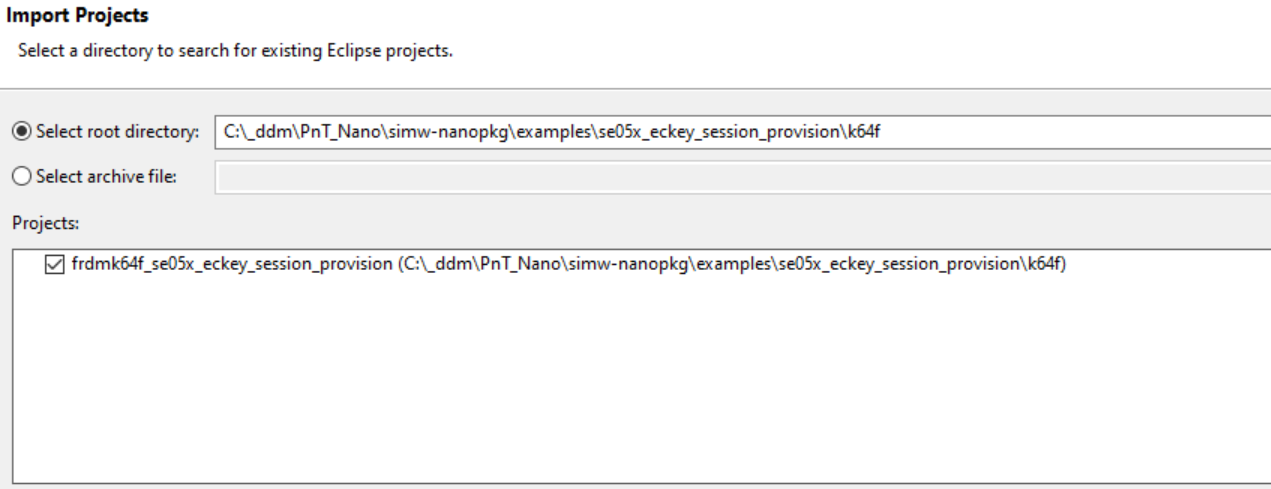 Import Projects
Select a directory to search for existing Eclipse projects.
Select root directory: C:\_ddm\PnT_Nano\simw-nanopkg\examples\se05x_eckey_session_provision\k64f
Select archive file:
Projects:
frdmk64f_se05x_eckey_session_provision (C:\_ddm\PnT_Nano\simw-nanopkg\examples\se05x_eckey_session_provision\k64f)